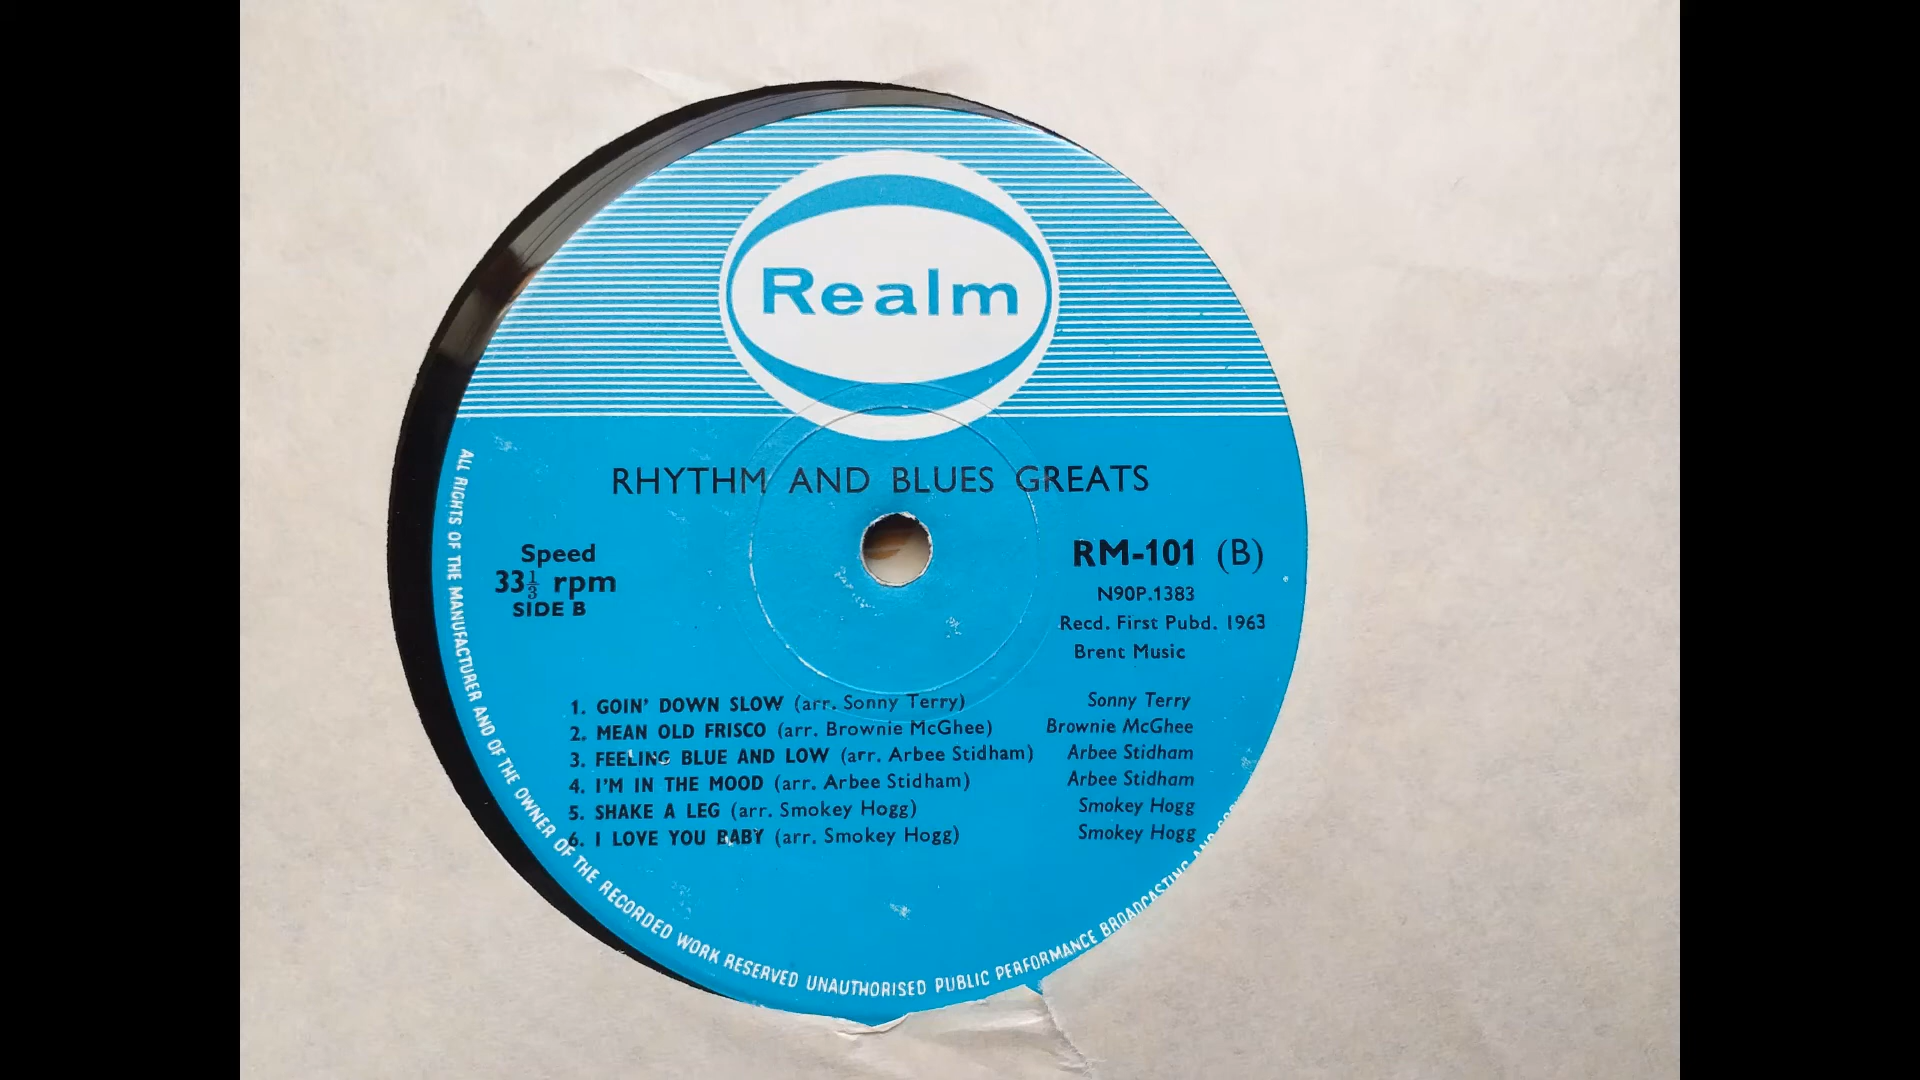 Realm
RHYTHM AND BLUES GREATS
Speed
33⅓ rpm
SIDE B
RM-101 (B)
N90P.1383
Recd. First Pubd. 1963
Brent Music
1. GOIN' DOWN SLOW (arr. Sonny Terry) Sonny Terry
2. MEAN OLD FRISCO (arr. Brownie McGhee) Brownie McGhee
3. FEELING BLUE AND LOW (arr. Arbee Stidham) Arbee Stidham
4. I'M IN THE MOOD (arr. Arbee Stidham) Arbee Stidham
5. SHAKE A LEG (arr. Smokey Hogg) Smokey Hogg
6. I LOVE YOU BABY (arr. Smokey Hogg) Smokey Hogg
ALL RIGHTS OF THE MANUFACTURER AND OF THE OWNER OF THE RECORDED WORK RESERVED UNAUTHORISED PUBLIC PERFORMANCE BROADCASTING AND